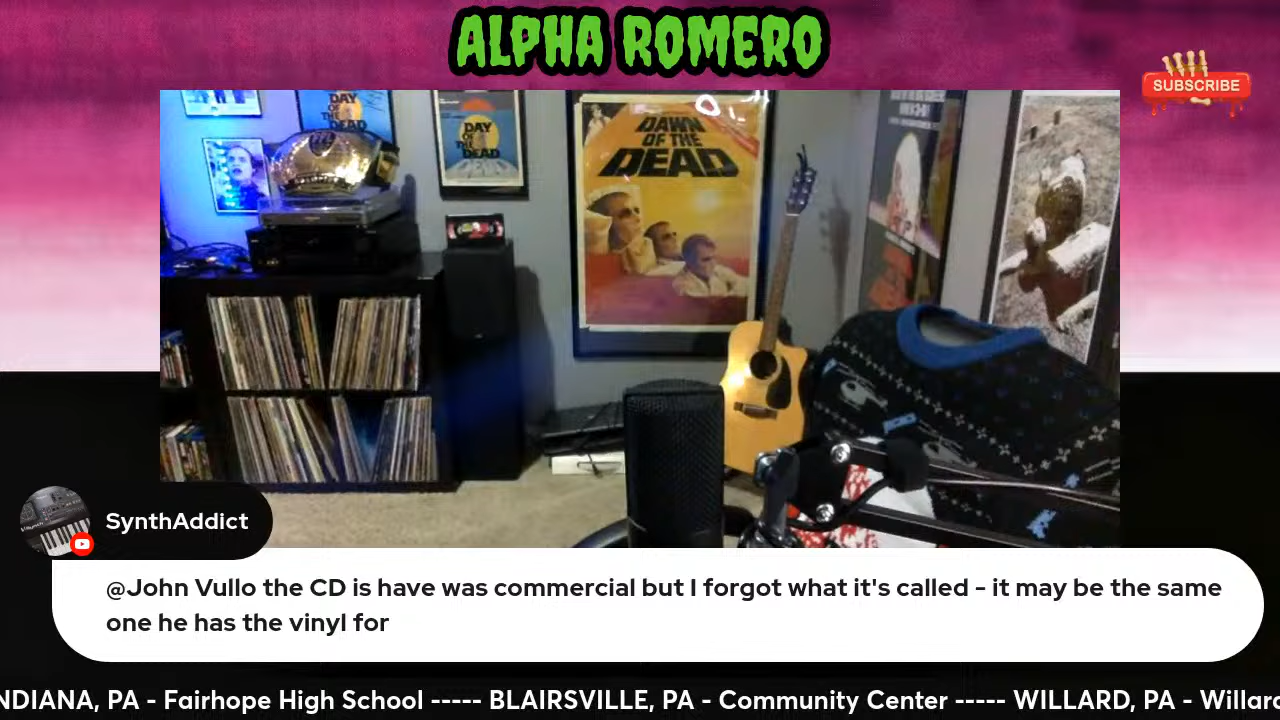 ALPHA ROMERO
SUBSCRIBE
DAY
OF THE
DEAD
DAY
OF THE
DEAD
DAWN
OF THE
DEAD
SynthAddict
@John Vullo the CD is have was commercial but I forgot what it's called - it may be the same
one he has the vinyl for
NDIANA, PA - Fairhope High School ----- BLAIRSVILLE, PA - Community Center ----- WILLARD, PA - Willard